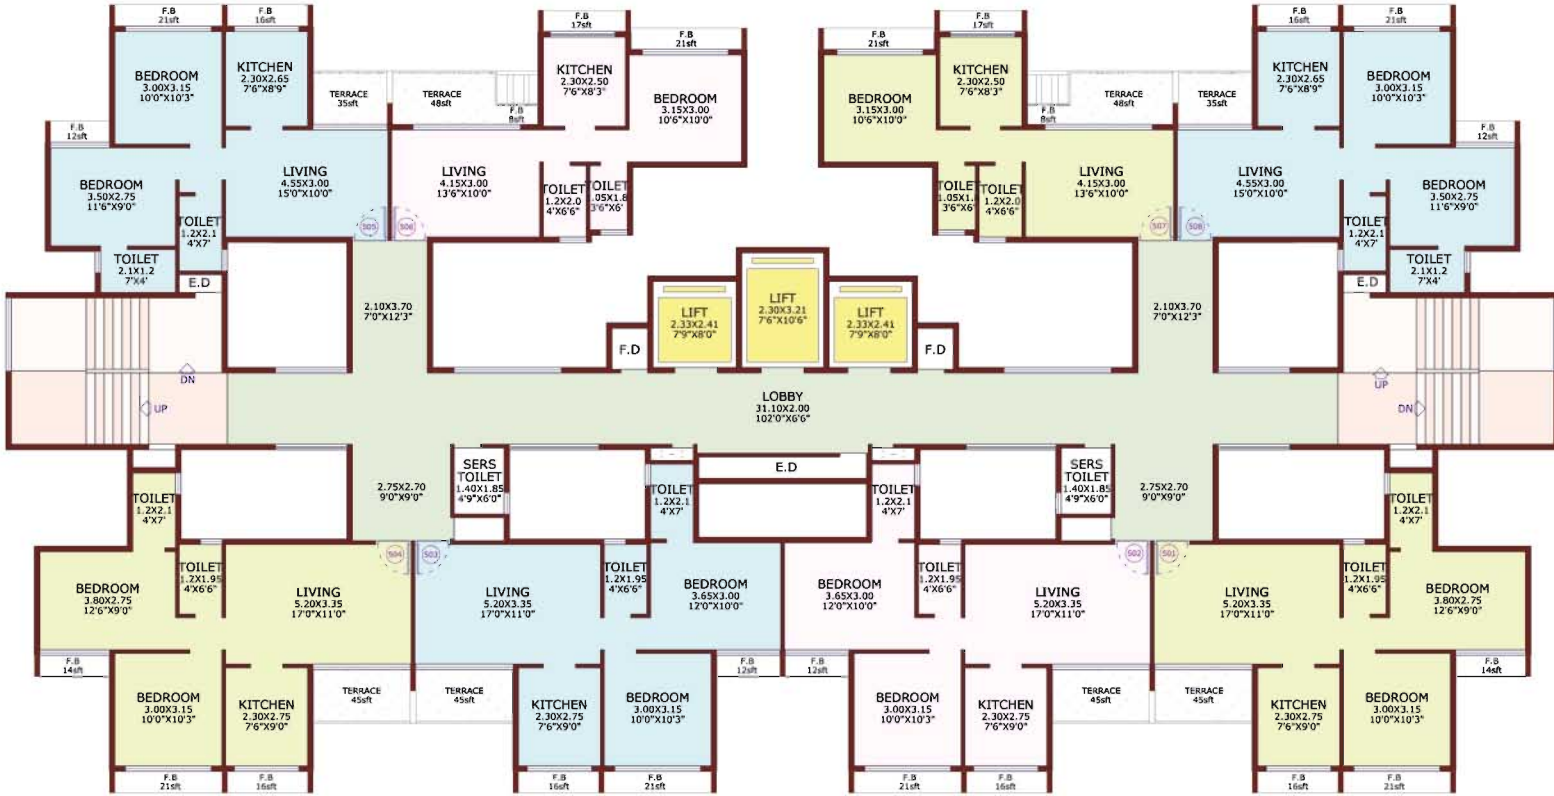 F.B
21sft
F.B
16sft
F.B
17sft
F.B
21sft
F.B
21sft
F.B
17sft
F.B
16sft
F.B
21sft
BEDROOM
3.00X3.15
10'0"X10'3"
KITCHEN
2.30X2.65
7'6"X8'9"
TERRACE
35sft
TERRACE
48sft
F.B
8sft
KITCHEN
2.30X2.50
7'6"X8'3"
BEDROOM
3.15X3.00
10'6"X10'0"
BEDROOM
3.15X3.00
10'6"X10'0"
KITCHEN
2.30X2.50
7'6"X8'3"
F.B
8sft
TERRACE
48sft
TERRACE
35sft
KITCHEN
2.30X2.65
7'6"X8'9"
BEDROOM
3.00X3.15
10'0"X10'3"
F.B
12sft
F.B
12sft
BEDROOM
3.50X2.75
11'6"X9'0"
LIVING
4.55X3.00
15'0"X10'0"
LIVING
4.15X3.00
13'6"X10'0"
TOILET
1.2X2.0
4'X6'6"
TOILET
1.05X1.8
3'6"X6'
TOILET
1.05X1.
3'6"X6"
TOILET
1.2X2.0
4'X6'6"
LIVING
4.15X3.00
13'6"X10'0"
LIVING
4.55X3.00
15'0"X10'0"
BEDROOM
3.50X2.75
11'6"X9'0"
TOILET
1.2X2.1
4'X7'
505
506
507
508
TOILET
1.2X2.1
4'X7'
TOILET
2.1X1.2
7'X4'
E.D
TOILET
2.1X1.2
7'X4'
E.D
2.10X3.70
7'0"X12'3"
LIFT
2.33X2.41
7'9"X8'0"
LIFT
2.30X3.21
7'6"X10'6"
LIFT
2.33X2.41
7'9"X8'0"
2.10X3.70
7'0"X12'3"
F.D
F.D
DN
UP
UP
DN
LOBBY
31.10X2.00
102'0"X6'6"
SERS
TOILET
1.40X1.85
4'9"X6'0"
E.D
SERS
TOILET
1.40X1.85
4'9"X6'0"
2.75X2.70
9'0"X9'0"
2.75X2.70
9'0"X9'0"
TOILET
1.2X2.1
4'X7'
TOILET
1.2X2.1
4'X7'
TOILET
1.2X2.1
4'X7'
TOILET
1.2X2.1
4'X7'
504
503
502
501
BEDROOM
3.80X2.75
12'6"X9'0"
TOILET
1.2X1.95
4'X6'6"
LIVING
5.20X3.35
17'0"X11'0"
LIVING
5.20X3.35
17'0"X11'0"
TOILET
1.2X1.95
4'X6'6"
BEDROOM
3.65X3.00
12'0"X10'0"
BEDROOM
3.65X3.00
12'0"X10'0"
TOILET
1.2X1.95
4'X6'6"
LIVING
5.20X3.35
17'0"X11'0"
LIVING
5.20X3.35
17'0"X11'0"
TOILET
1.2X1.95
4'X6'6"
BEDROOM
3.80X2.75
12'6"X9'0"
F.B
14sft
F.B
12sft
F.B
12sft
F.B
14sft
BEDROOM
3.00X3.15
10'0"X10'3"
KITCHEN
2.30X2.75
7'6"X9'0"
TERRACE
45sft
TERRACE
45sft
KITCHEN
2.30X2.75
7'6"X9'0"
BEDROOM
3.00X3.15
10'0"X10'3"
BEDROOM
3.00X3.15
10'0"X10'3"
KITCHEN
2.30X2.75
7'6"X9'0"
TERRACE
45sft
TERRACE
45sft
KITCHEN
2.30X2.75
7'6"X9'0"
BEDROOM
3.00X3.15
10'0"X10'3"
F.B
21sft
F.B
16sft
F.B
16sft
F.B
21sft
F.B
21sft
F.B
16sft
F.B
16sft
F.B
21sft